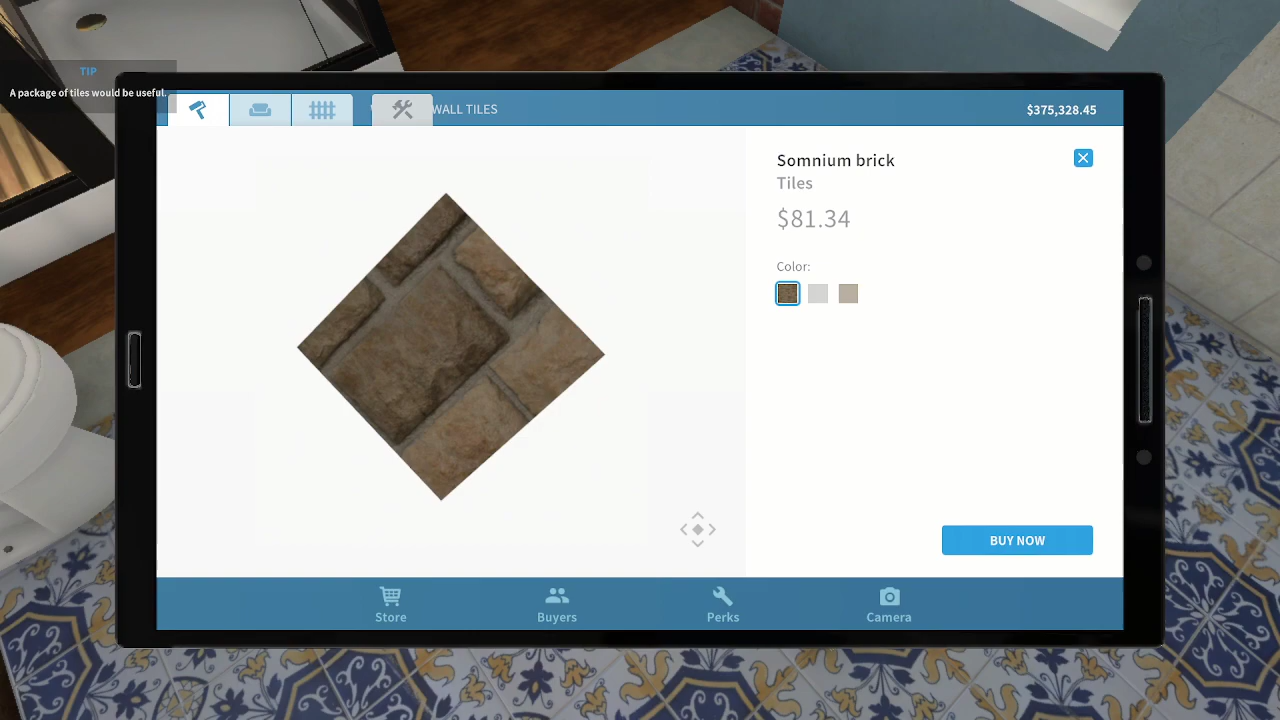 TIP
A package of tiles would be useful.
WALL TILES
$375,328.45
Somnium brick
Tiles
$81.34
Color:
BUY NOW
Store
Buyers
Perks
Camera